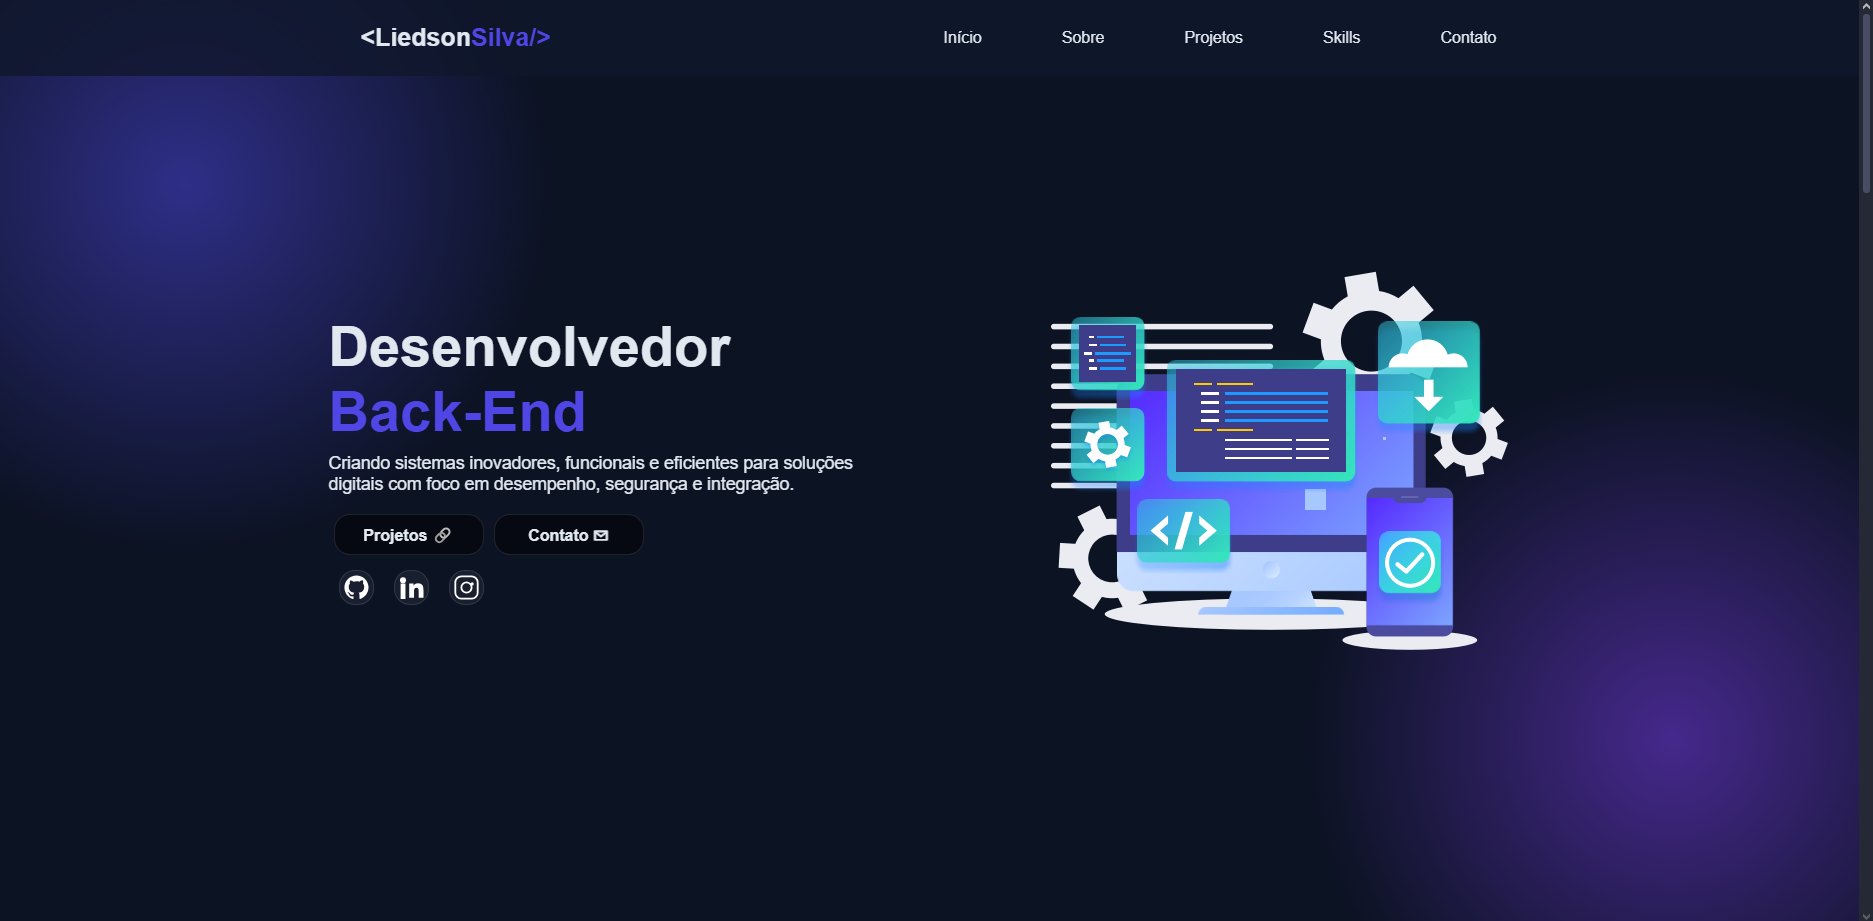 <LiedsonSilva/>
Início Sobre Projetos Skills Contato
Desenvolvedor
Back-End
Criando sistemas inovadores, funcionais e eficientes para soluções
digitais com foco em desempenho, segurança e integração.
Projetos Contato
in
</>